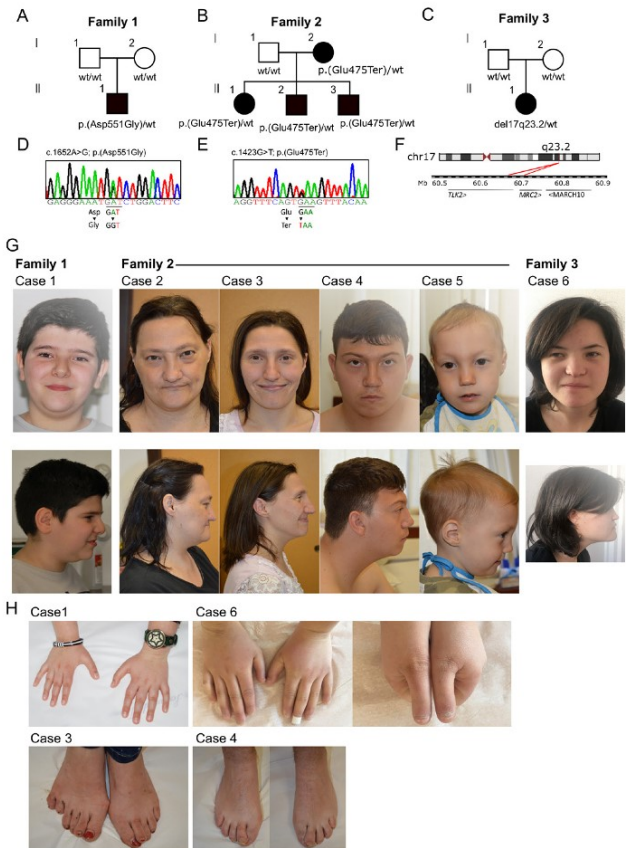 A Family 1
B Family 2
C Family 3
I
1 2
wt/wt wt/wt
II
1
p.(Asp551Gly)/wt
I
1 2
wt/wt p.(Glu475Ter)/wt
II
1 2 3
p.(Glu475Ter)/wt p.(Glu475Ter)/wt p.(Glu475Ter)/wt
I
1 2
wt/wt wt/wt
II
1
del17q23.2/wt
D
c.1652A>G; p.(Asp551Gly)
GAGGGAAATGATCTGGACTTC
Asp GAT
Gly GGT
E
c.1423G>T; p.(Glu475Ter)
AGGTTTCAGTGAAGTTTACAA
Glu GAA
Ter TAA
F
q23.2
chr17
Mb 60.5 60.6 60.7 60.8 60.9
TLK2> MRC2> <MARCH10
G
Family 1 Family 2 Family 3
Case 1 Case 2 Case 3 Case 4 Case 5 Case 6
H
Case1 Case 6
Case 3 Case 4